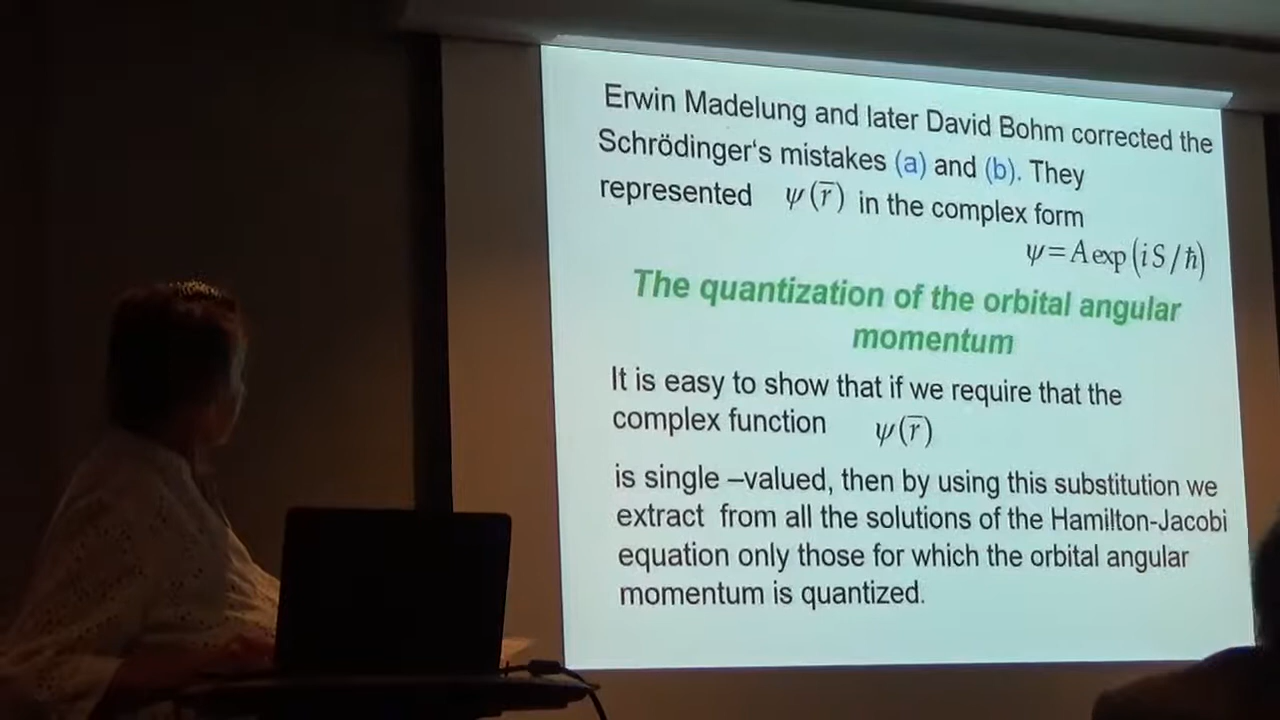 Erwin Madelung and later David Bohm corrected the
Schrödinger‘s mistakes (a) and (b). They
represented ψ(r̅) in the complex form
ψ=A exp(iS/ħ)
The quantization of the orbital angular
momentum
It is easy to show that if we require that the
complex function ψ(r̅)
is single –valued, then by using this substitution we
extract from all the solutions of the Hamilton-Jacobi
equation only those for which the orbital angular
momentum is quantized.